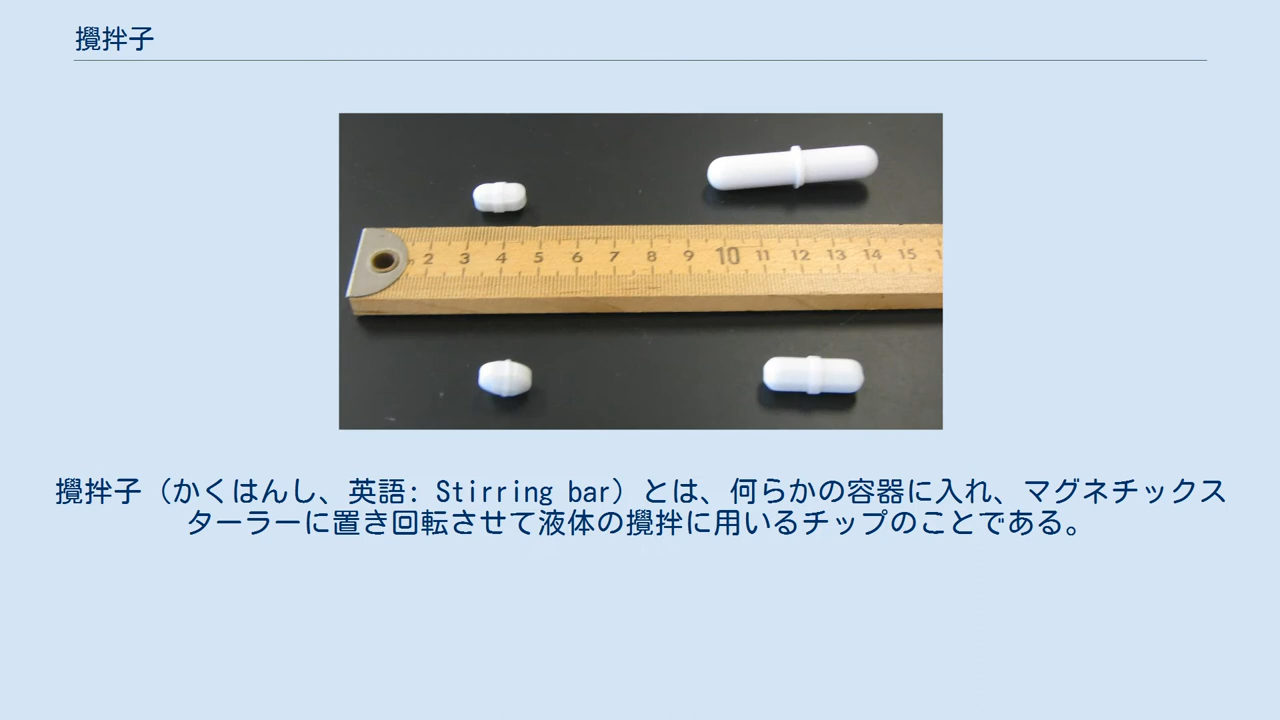 攪拌子
2 3 4 5 6 7 8 9 10 11 12 13 14 15
攪拌子（かくはんし、英語: Stirring bar）とは、何らかの容器に入れ、マグネチックス
ターラーに置き回転させて液体の攪拌に用いるチップのことである。